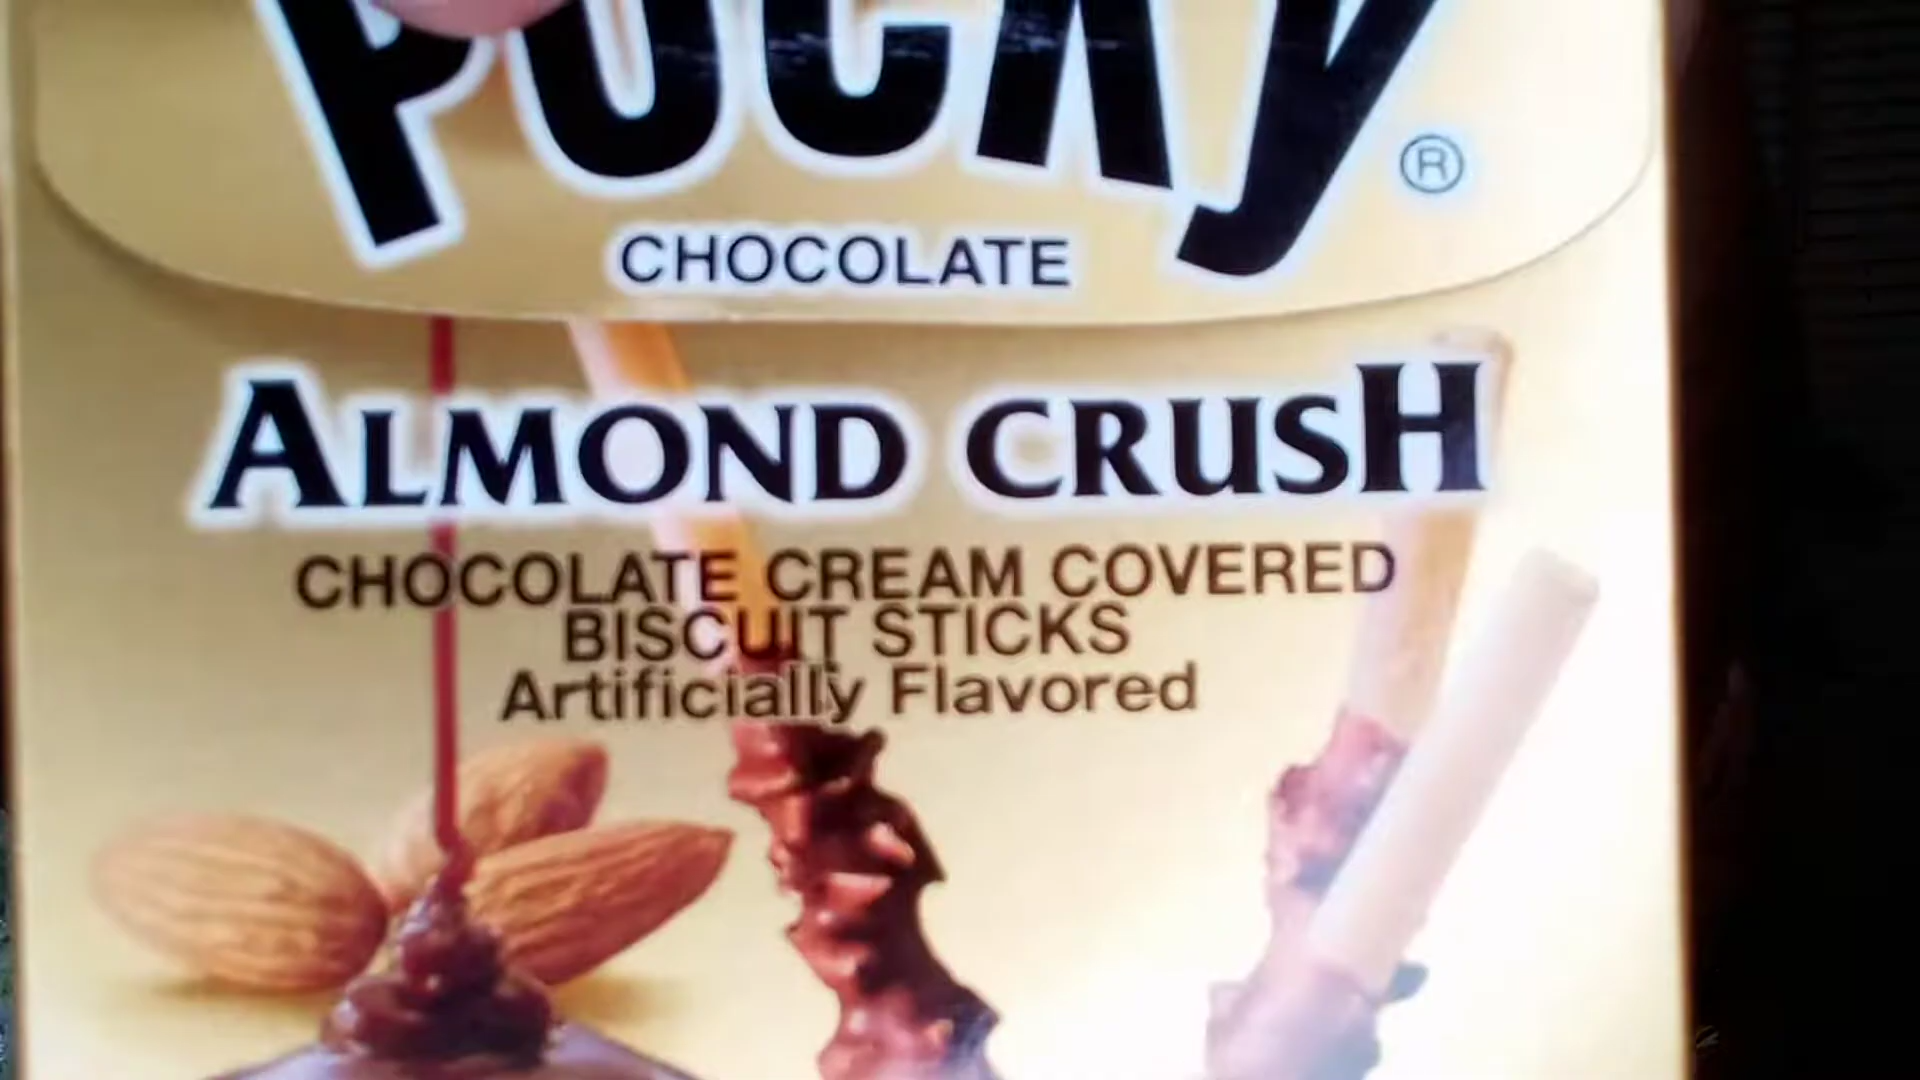 Pocky®
CHOCOLATE
ALMOND CRUSH
CHOCOLATE CREAM COVERED
BISCUIT STICKS
Artificially Flavored